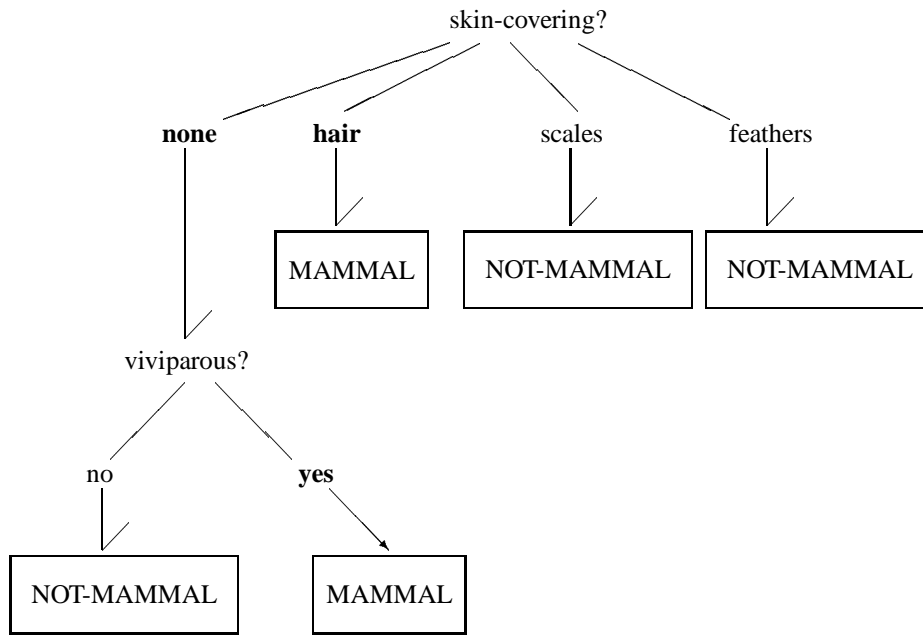 skin-covering?
none hair scales feathers
MAMMAL NOT-MAMMAL NOT-MAMMAL
viviparous?
no yes
NOT-MAMMAL MAMMAL